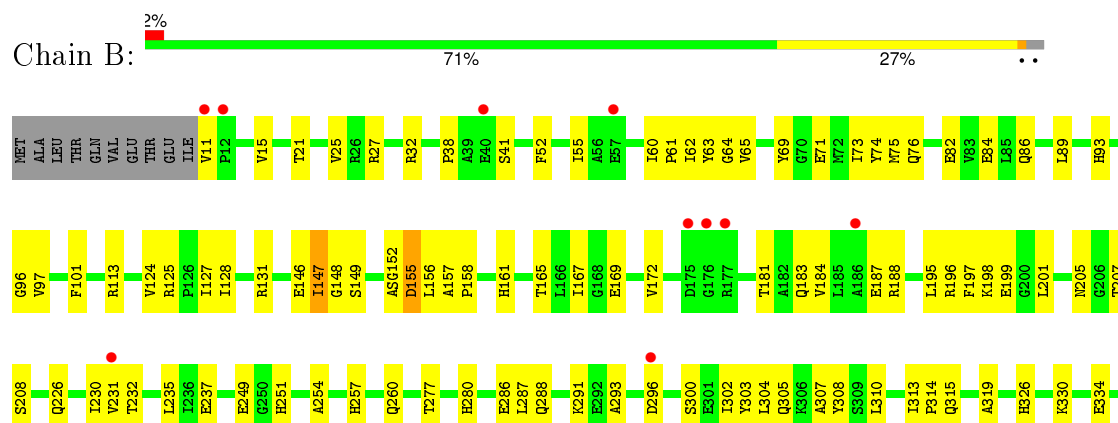 2%
Chain B:
71% 27% • •
MET ALA LEU THR GLN VAL GLU THR GLU ILE V11 P12 V15 T21 V25 R26 R27 R32 P38 A39 E40 S41 F52 I55 A56 E57 I60 P61 I62 Y63 G64 V65 Y69 G70 E71 M72 I73 Y74 M75 Q76 E82 V83 E84 L85 Q86 L89 H93
G96 V97 F101 R113 V124 R125 P126 I127 I128 R131 E146 I147 G148 S149 ASG152 D155 L156 A157 P158 H161 T165 L166 I167 G168 E169 V172 D175 G176 R177 T181 A182 Q183 V184 L185 A186 E187 R188 L195 R196 F197 K198 E199 G200 L201 N205 G206 T207
S208 Q226 I230 V231 T232 L235 I236 E237 E249 G250 H251 A254 H257 Q260 T277 H280 E286 L287 Q288 K291 E292 A293 D296 S300 E301 I302 Y303 L304 Q305 K306 A307 Y308 S309 L310 I313 P314 Q315 A319 H326 K330 E334